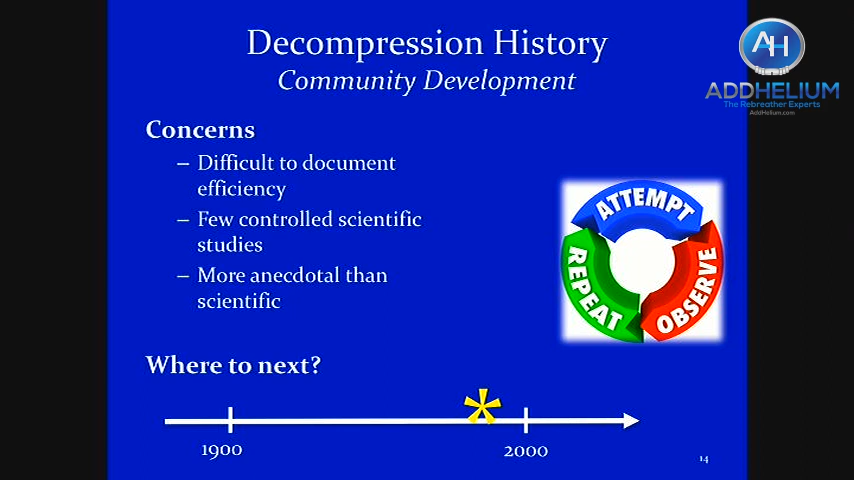 Decompression History
Community Development
AH
ADDHELIUM
The Rebreather Experts
AddHelium.com
Concerns
– Difficult to document
efficiency
– Few controlled scientific
studies
– More anecdotal than
scientific
ATTEMPT
OBSERVE
REPEAT
Where to next?
*
1900
2000
14